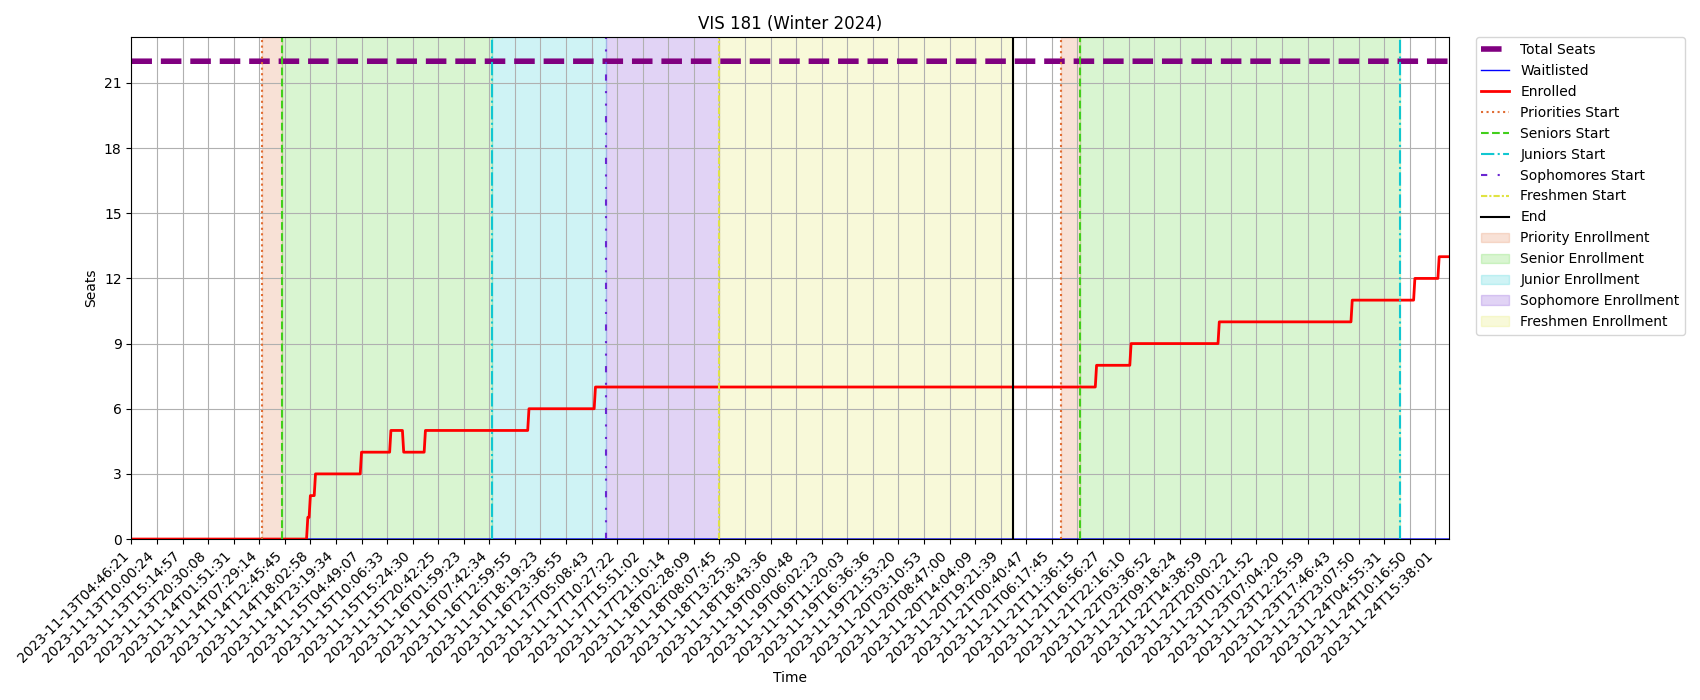 VIS 181 (Winter 2024)
Seats
21
18
15
12
9
6
3
0
2023-11-13T04:46:21
2023-11-13T10:00:24
2023-11-13T15:14:57
2023-11-13T20:30:08
2023-11-14T01:51:31
2023-11-14T07:29:14
2023-11-14T12:45:45
2023-11-14T18:02:58
2023-11-14T23:19:34
2023-11-15T04:49:07
2023-11-15T10:06:33
2023-11-15T15:24:30
2023-11-15T20:42:25
2023-11-16T01:59:23
2023-11-16T07:42:34
2023-11-16T12:59:55
2023-11-16T18:19:23
2023-11-16T23:36:55
2023-11-17T05:08:43
2023-11-17T10:27:22
2023-11-17T15:51:02
2023-11-17T21:10:14
2023-11-18T02:28:09
2023-11-18T08:07:45
2023-11-18T13:25:30
2023-11-18T18:43:36
2023-11-19T00:00:48
2023-11-19T06:02:23
2023-11-19T11:20:03
2023-11-19T16:36:36
2023-11-19T21:53:20
2023-11-20T03:10:53
2023-11-20T08:47:00
2023-11-20T14:04:09
2023-11-20T19:21:39
2023-11-21T00:40:47
2023-11-21T06:17:45
2023-11-21T11:36:15
2023-11-21T16:56:27
2023-11-21T22:16:10
2023-11-22T03:36:52
2023-11-22T09:18:24
2023-11-22T14:38:59
2023-11-22T20:00:22
2023-11-23T01:21:52
2023-11-23T07:04:20
2023-11-23T12:25:59
2023-11-23T17:46:43
2023-11-23T23:07:50
2023-11-24T04:55:31
2023-11-24T10:16:50
2023-11-24T15:38:01
Time
Total Seats
Waitlisted
Enrolled
Priorities Start
Seniors Start
Juniors Start
Sophomores Start
Freshmen Start
End
Priority Enrollment
Senior Enrollment
Junior Enrollment
Sophomore Enrollment
Freshmen Enrollment